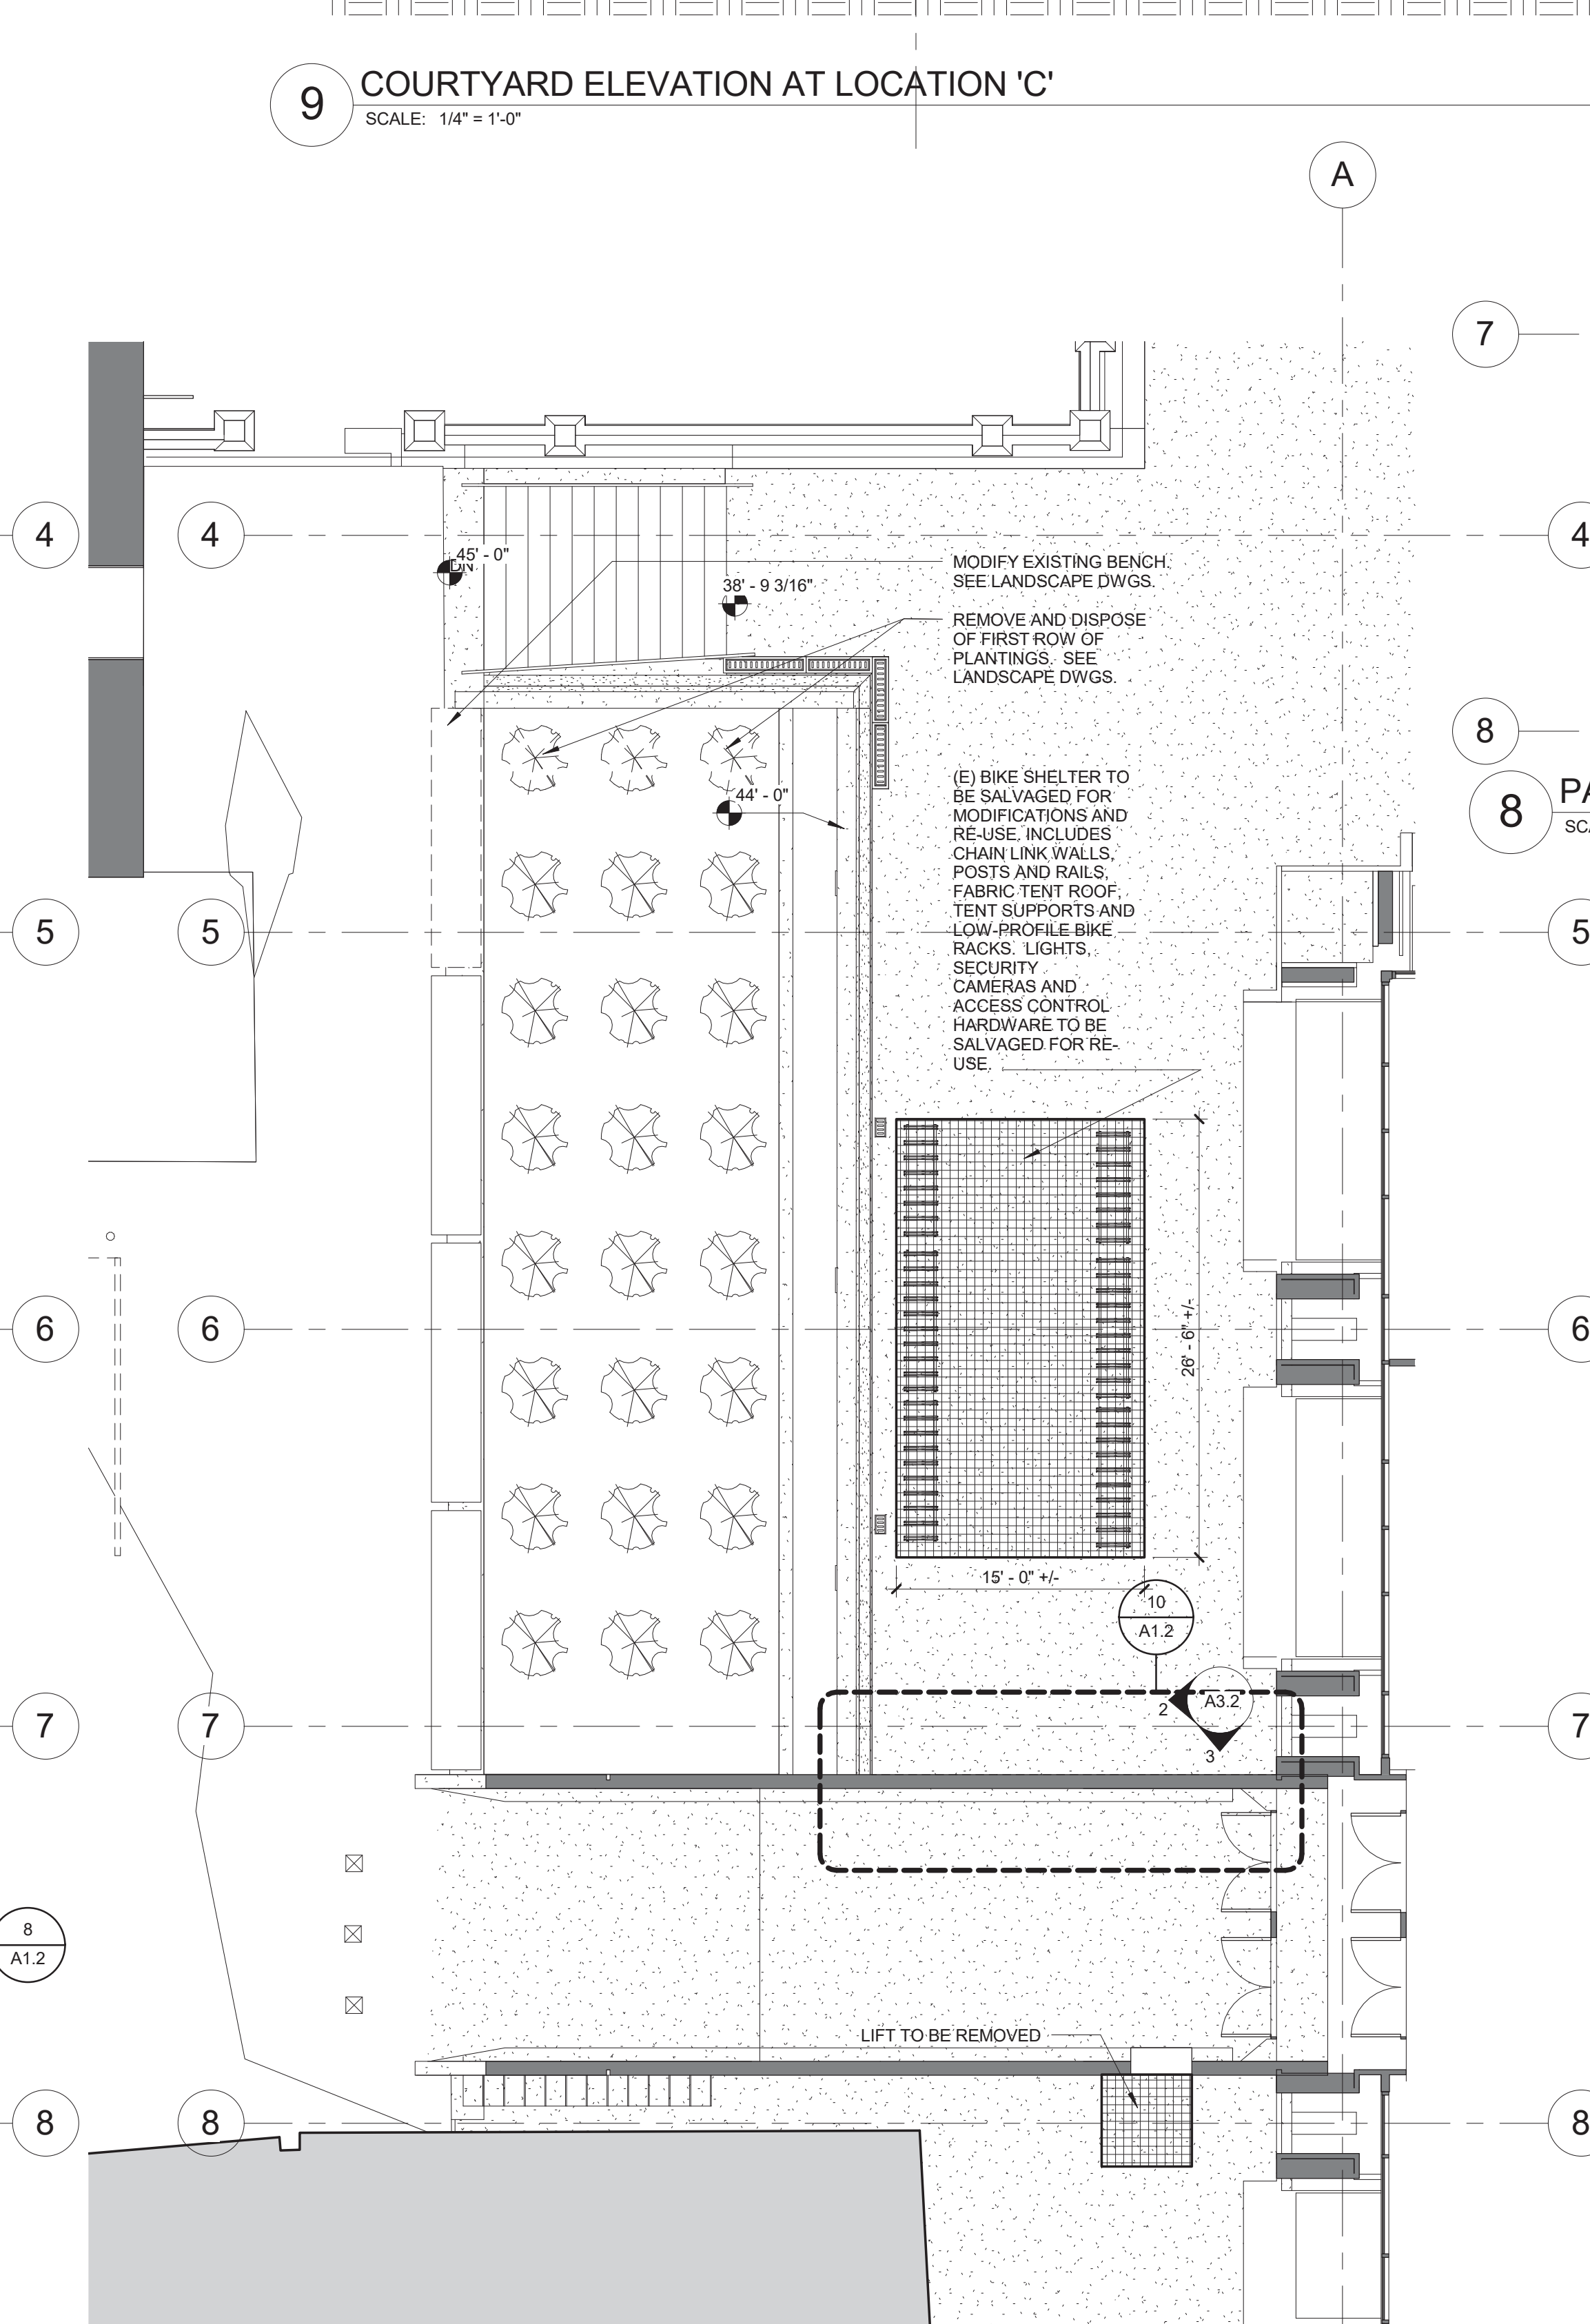 9
COURTYARD ELEVATION AT LOCATION 'C'
SCALE: 1/4" = 1'-0"
A
7
4
4
4
45' - 0"
DN
38' - 9 3/16"
MODIFY EXISTING BENCH.
SEE LANDSCAPE DWGS.
REMOVE AND DISPOSE
OF FIRST ROW OF
PLANTINGS. SEE
LANDSCAPE DWGS.
8
8
PA
SCA
44' - 0"
(E) BIKE SHELTER TO
BE SALVAGED FOR
MODIFICATIONS AND
RE-USE. INCLUDES
CHAIN LINK WALLS,
POSTS AND RAILS,
FABRIC TENT ROOF,
TENT SUPPORTS AND
LOW-PROFILE BIKE
RACKS. LIGHTS,
SECURITY
CAMERAS AND
ACCESS CONTROL
HARDWARE TO BE
SALVAGED FOR RE-
USE.
5
5
5
6
6
6
26' - 6" +/-
15' - 0" +/-
10
A1.2
2
A3.2
3
7
7
7
8
A1.2
LIFT TO BE REMOVED
8
8
8